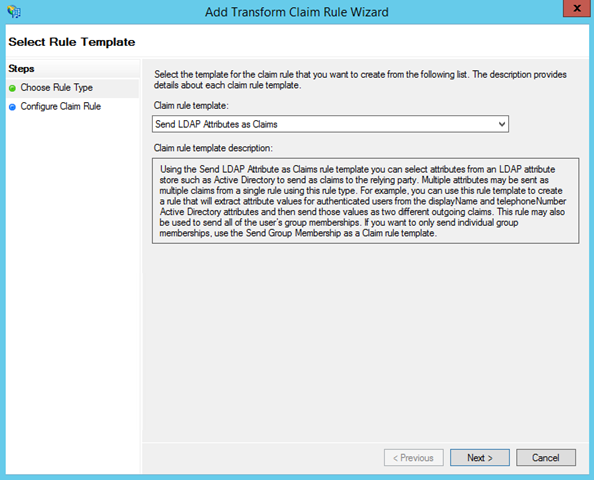 Add Transform Claim Rule Wizard
x
Select Rule Template
Steps
Choose Rule Type
Configure Claim Rule
Select the template for the claim rule that you want to create from the following list. The description provides
details about each claim rule template.
Claim rule template:
Send LDAP Attributes as Claims
Claim rule template description:
Using the Send LDAP Attribute as Claims rule template you can select attributes from an LDAP attribute
store such as Active Directory to send as claims to the relying party. Multiple attributes may be sent as
multiple claims from a single rule using this rule type. For example, you can use this rule template to create
a rule that will extract attribute values for authenticated users from the displayName and telephoneNumber
Active Directory attributes and then send those values as two different outgoing claims. This rule may also
be used to send all of the user's group memberships. If you want to only send individual group
memberships, use the Send Group Membership as a Claim rule template.
< Previous
Next >
Cancel